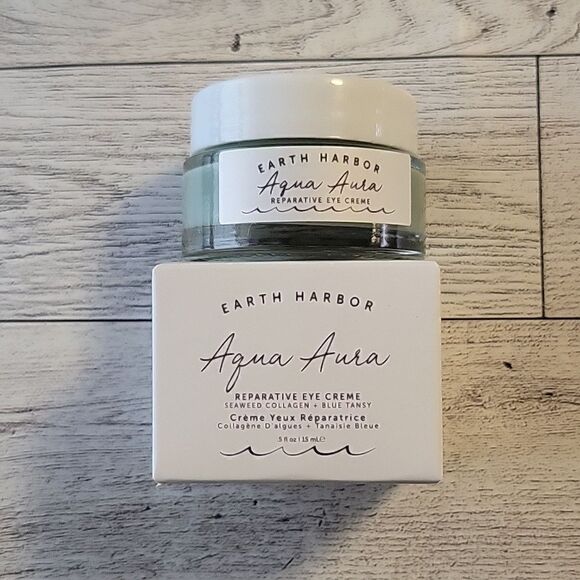 EARTH HARBOR
Aqua Aura
REPARATIVE EYE CREME
EARTH HARBOR
Aqua Aura
REPARATIVE EYE CREME
SEAWEED COLLAGEN + BLUE TANSY
Crème Yeux Réparatrice
Collagène D'algues + Tanaisie Bleue
.5 fl oz | 15 mL℮